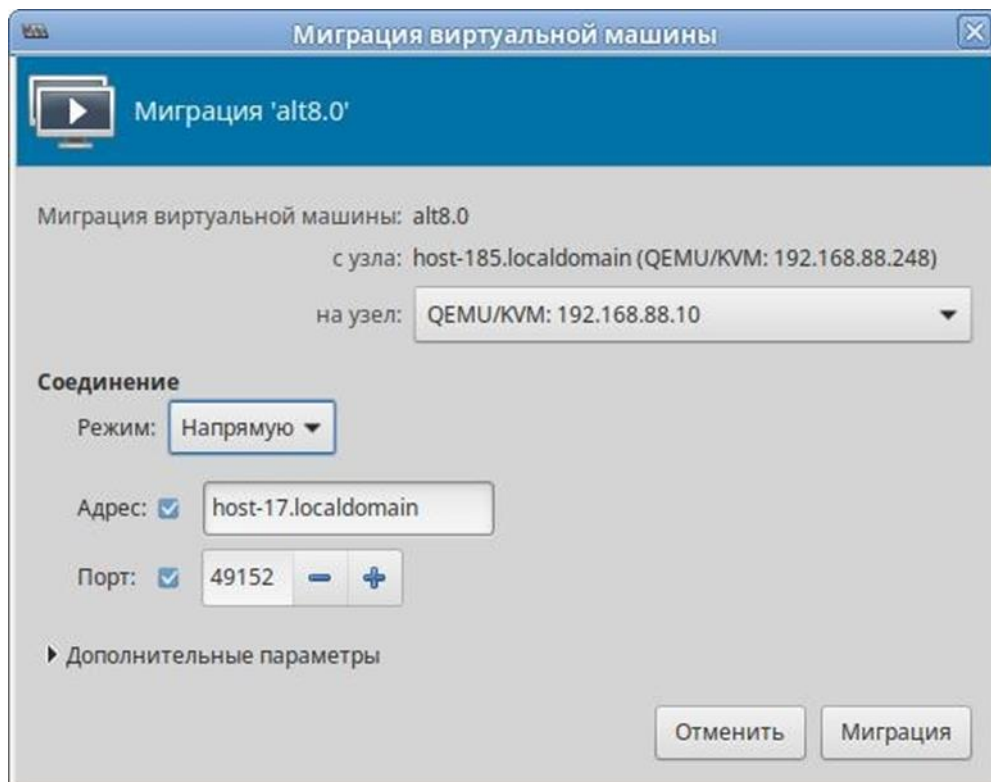 Миграция виртуальной машины
Миграция 'alt8.0'
Миграция виртуальной машины: alt8.0
с узла: host-185.localdomain (QEMU/KVM: 192.168.88.248)
на узел: QEMU/KVM: 192.168.88.10
Соединение
Режим: Напрямую
Адрес: host-17.localdomain
Порт: 49152
Дополнительные параметры
Отменить Миграция